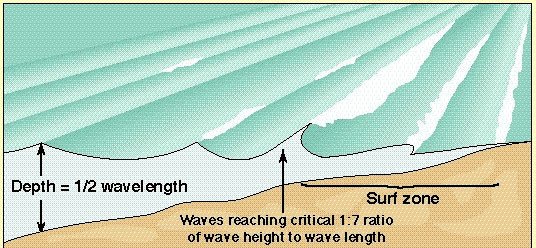 Depth = 1/2 wavelength
Surf zone
Waves reaching critical 1:7 ratio
of wave height to wave length